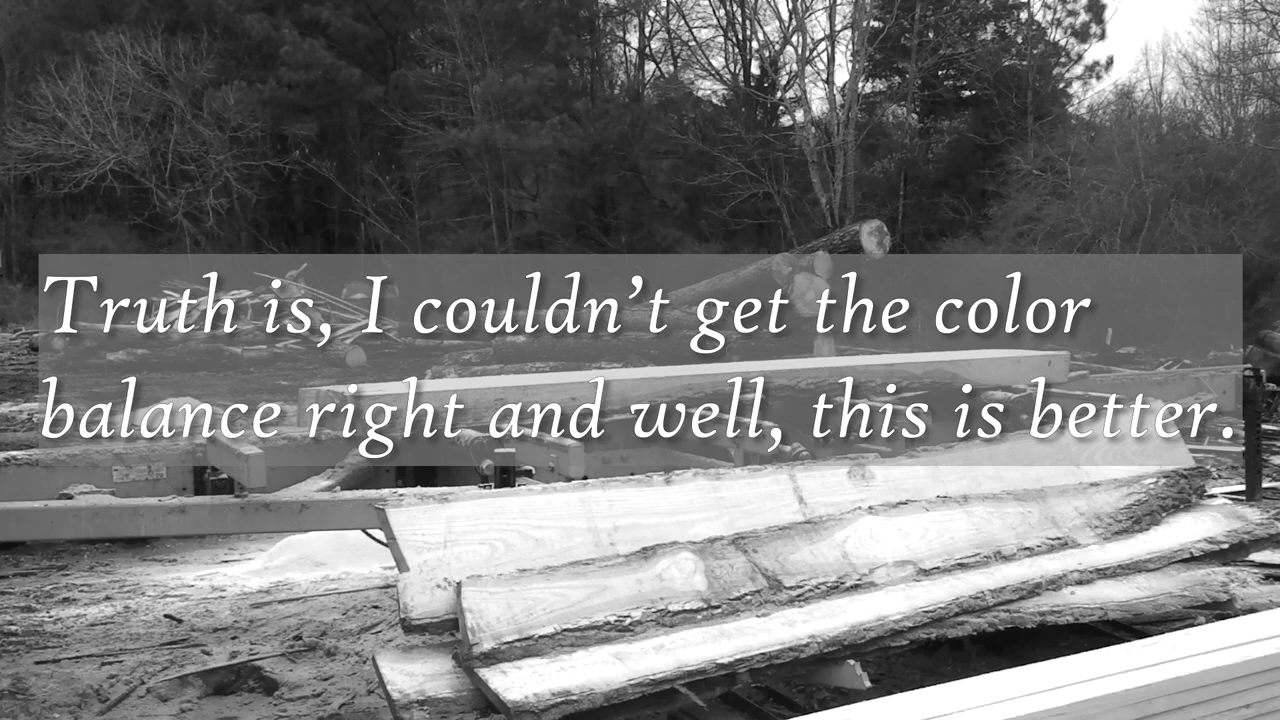 Truth is, I couldn’t get the color
balance right and well, this is better.